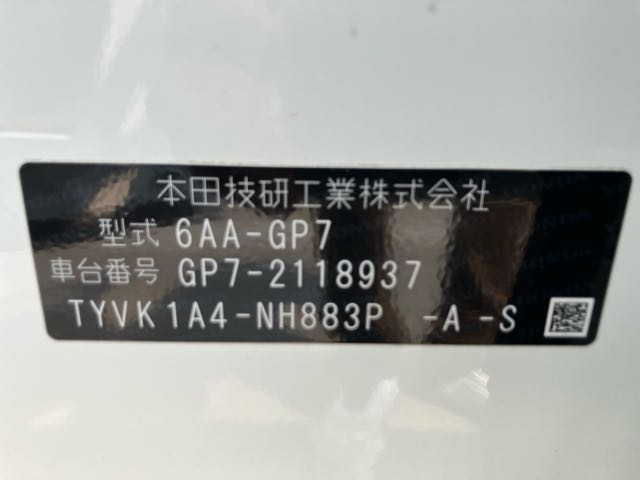 本田技研工業株式会社
型式 6AA-GP7
車台番号 GP7-2118937
TYVK1A4-NH883P -A -S